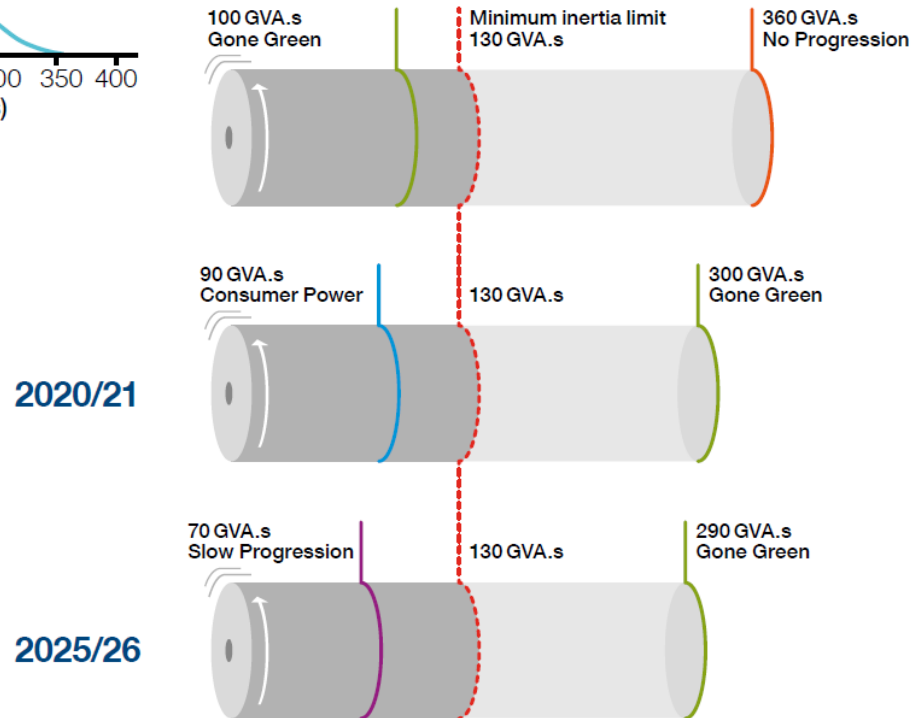 100 GVA.s
Gone Green
Minimum inertia limit
130 GVA.s
360 GVA.s
No Progression
350 400
90 GVA.s
Consumer Power
130 GVA.s
300 GVA.s
Gone Green
2020/21
70 GVA.s
Slow Progression
130 GVA.s
290 GVA.s
Gone Green
2025/26